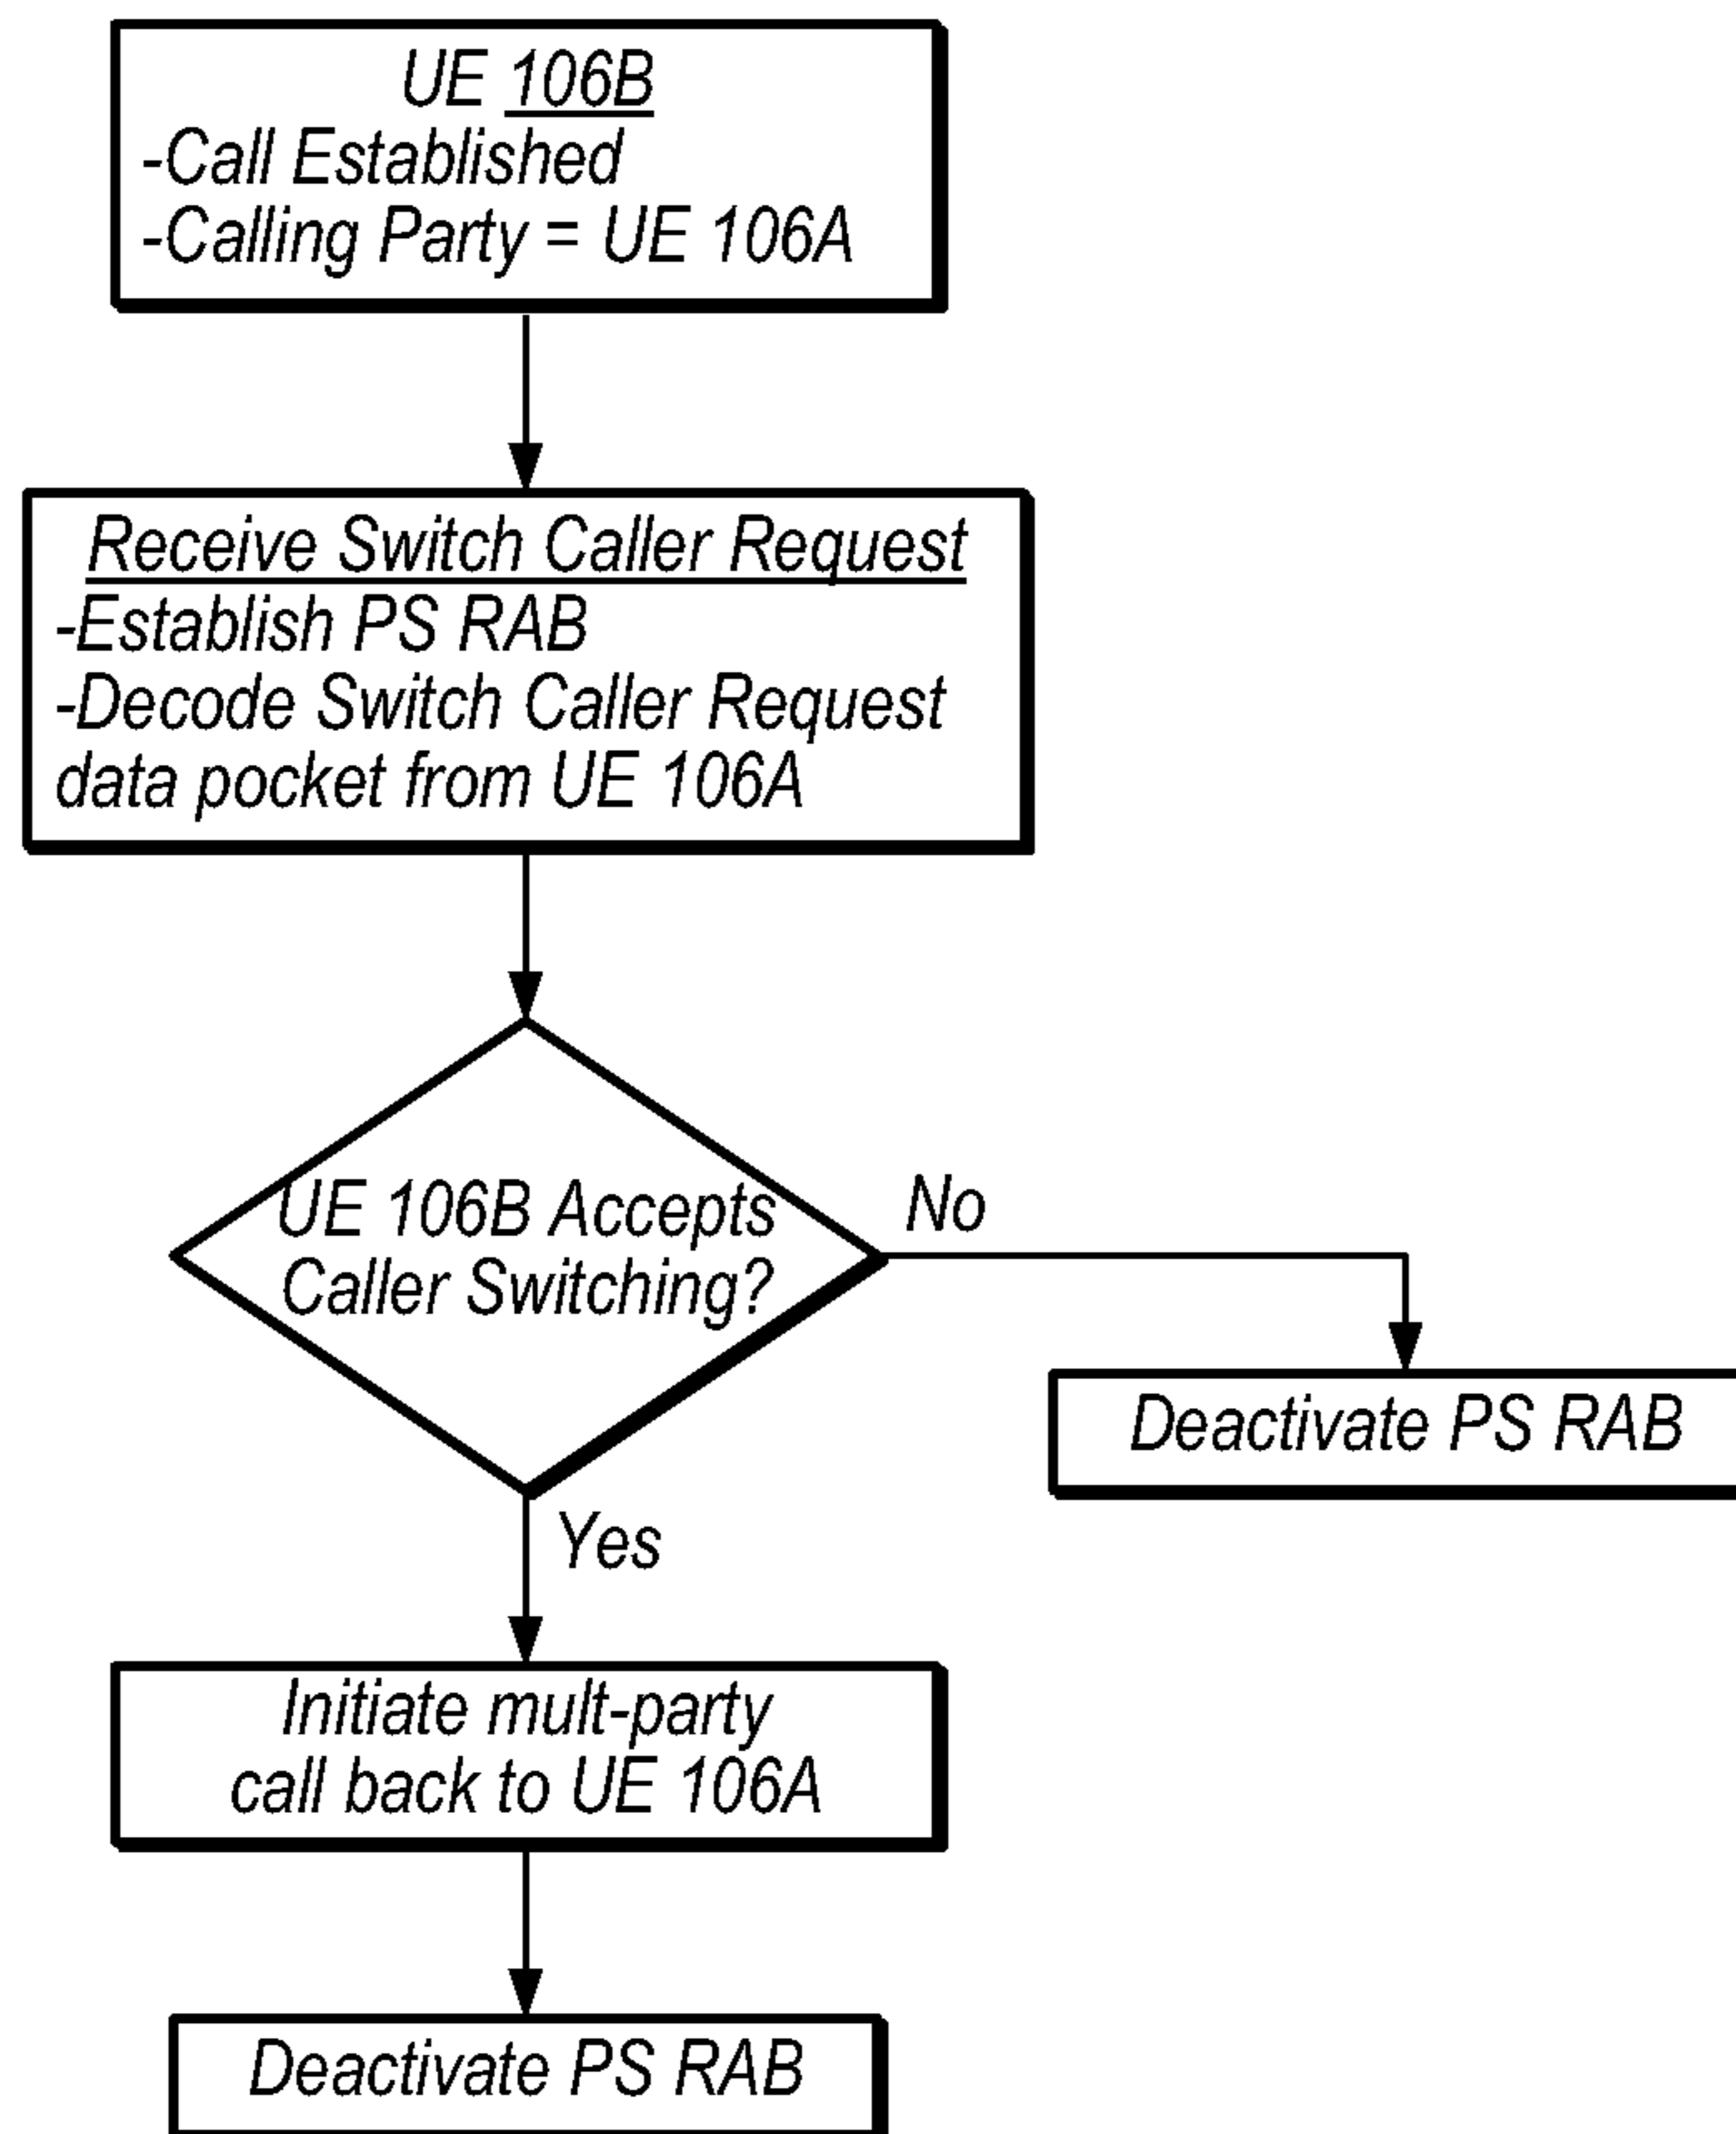 UE 106B
-Call Established
-Calling Party = UE 106A
Receive Switch Caller Request
-Establish PS RAB
-Decode Switch Caller Request
data pocket from UE 106A
UE 106B Accepts
Caller Switching?
No
Deactivate PS RAB
Yes
Initiate mult-party
call back to UE 106A
Deactivate PS RAB